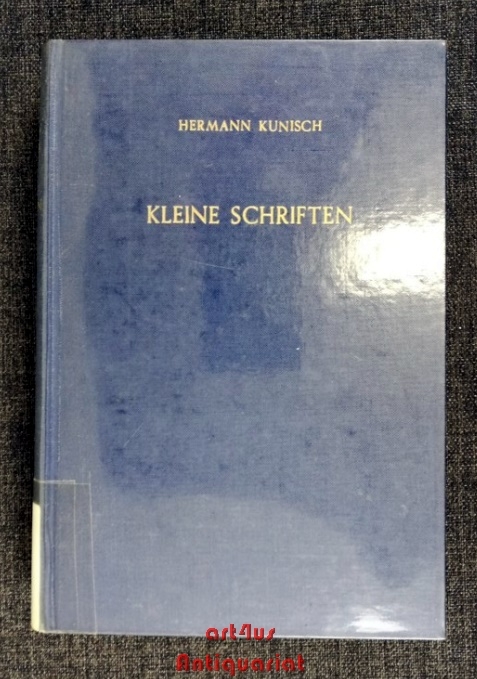 HERMANN KUNISCH
KLEINE SCHRIFTEN
art4us
Antiquariat